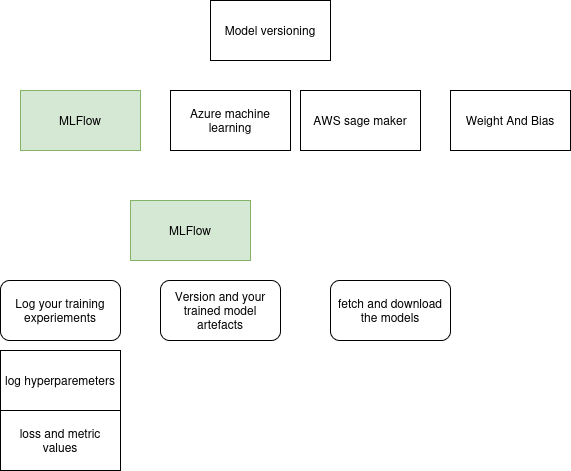 Model versioning
MLFlow
Azure machine
learning
AWS sage maker
Weight And Bias
MLFlow
Log your training
experiements
Version and your
trained model
artefacts
fetch and download
the models
log hyperparemeters
loss and metric
values